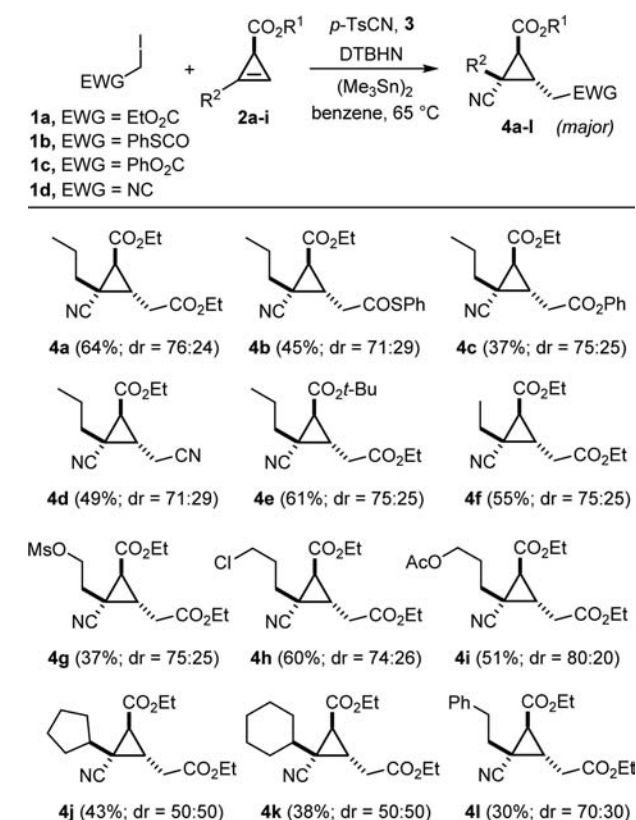 CO₂R¹
p-TsCN, 3
DTBHN
(Me₃Sn)₂
benzene, 65 °C
I
EWG
+
R²
2a-i
CO₂R¹
R²
NC
EWG
4a-l (major)
1a, EWG = EtO₂C
1b, EWG = PhSCO
1c, EWG = PhO₂C
1d, EWG = NC
CO₂Et
NC
CO₂Et
4a (64%; dr = 76:24)
CO₂Et
NC
COSPh
4b (45%; dr = 71:29)
CO₂Et
NC
CO₂Ph
4c (37%; dr = 75:25)
CO₂Et
NC
CN
4d (49%; dr = 71:29)
CO₂t-Bu
NC
CO₂Et
4e (61%; dr = 75:25)
CO₂Et
NC
CO₂Et
4f (55%; dr = 75:25)
MsO
CO₂Et
NC
CO₂Et
4g (37%; dr = 75:25)
Cl
CO₂Et
NC
CO₂Et
4h (60%; dr = 74:26)
AcO
CO₂Et
NC
CO₂Et
4i (51%; dr = 80:20)
CO₂Et
NC
CO₂Et
4j (43%; dr = 50:50)
CO₂Et
NC
CO₂Et
4k (38%; dr = 50:50)
Ph
CO₂Et
NC
CO₂Et
4l (30%; dr = 70:30)